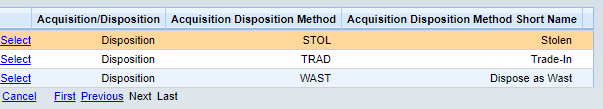 Acquisition/Disposition Acquisition Disposition Method Acquisition Disposition Method Short Name
Select Disposition STOL Stolen
Select Disposition TRAD Trade-In
Select Disposition WAST Dispose as Wast
Cancel First Previous Next Last